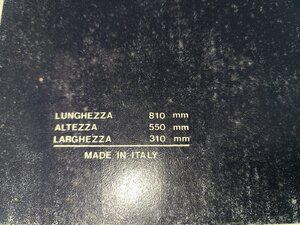 LUNGHEZZA 810 mm
ALTEZZA 550 mm
LARGHEZZA 310 mm
MADE IN ITALY